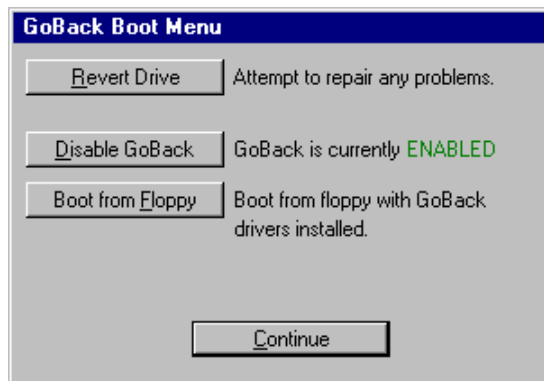 GoBack Boot Menu
Revert Drive Attempt to repair any problems.
Disable GoBack GoBack is currently ENABLED
Boot from Floppy Boot from floppy with GoBack
drivers installed.
Continue